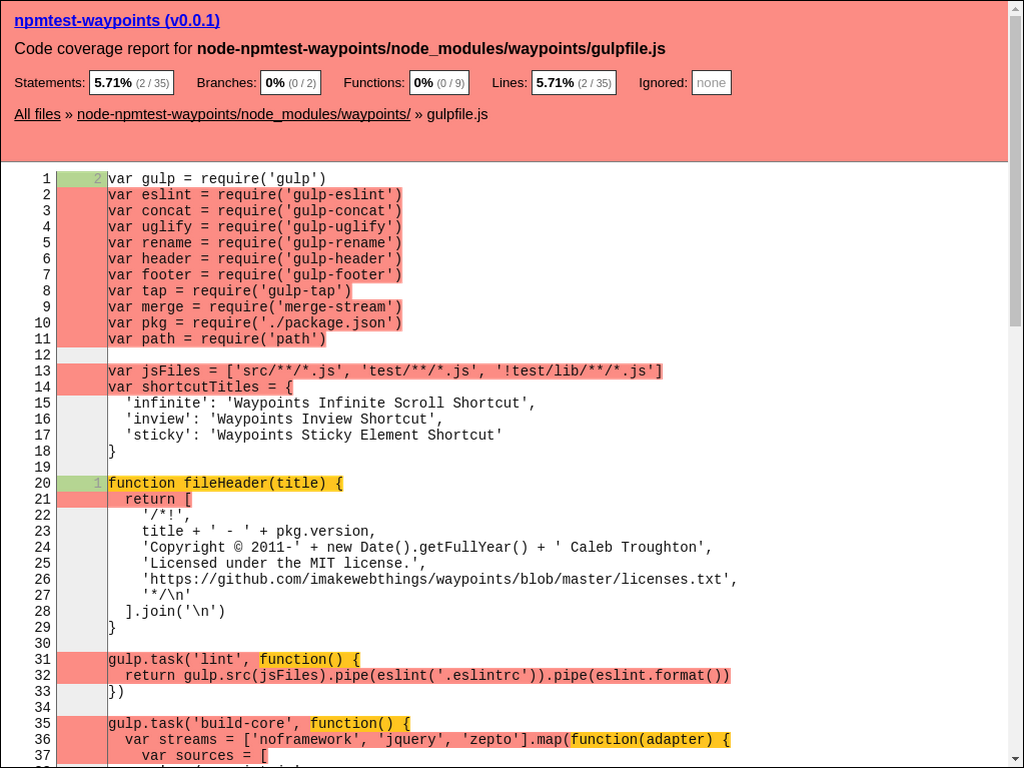 npmtest-waypoints (v0.0.1)
Code coverage report for node-npmtest-waypoints/node_modules/waypoints/gulpfile.js
Statements: 5.71% (2 / 35) Branches: 0% (0 / 2) Functions: 0% (0 / 9) Lines: 5.71% (2 / 35) Ignored: none
All files » node-npmtest-waypoints/node_modules/waypoints/ » gulpfile.js
1 2 var gulp = require('gulp')
2 var eslint = require('gulp-eslint')
3 var concat = require('gulp-concat')
4 var uglify = require('gulp-uglify')
5 var rename = require('gulp-rename')
6 var header = require('gulp-header')
7 var footer = require('gulp-footer')
8 var tap = require('gulp-tap')
9 var merge = require('merge-stream')
10 var pkg = require('./package.json')
11 var path = require('path')
12
13 var jsFiles = ['src/**/*.js', 'test/**/*.js', '!test/lib/**/*.js']
14 var shortcutTitles = {
15 'infinite': 'Waypoints Infinite Scroll Shortcut',
16 'inview': 'Waypoints Inview Shortcut',
17 'sticky': 'Waypoints Sticky Element Shortcut'
18 }
19
20 1 function fileHeader(title) {
21 return [
22 '/*!',
23 title + ' - ' + pkg.version,
24 'Copyright © 2011-' + new Date().getFullYear() + ' Caleb Troughton',
25 'Licensed under the MIT license.',
26 'https://github.com/imakewebthings/waypoints/blob/master/licenses.txt',
27 '*/\n'
28 ].join('\n')
29 }
30
31 gulp.task('lint', function() {
32 return gulp.src(jsFiles).pipe(eslint('.eslintrc')).pipe(eslint.format())
33 })
34
35 gulp.task('build-core', function() {
36 var streams = ['noframework', 'jquery', 'zepto'].map(function(adapter) {
37 var sources = [